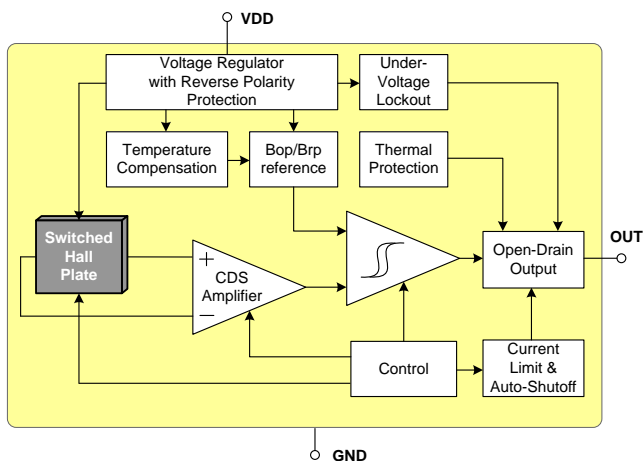 VDD
Voltage Regulator
with Reverse Polarity
Protection
Under-
Voltage
Lockout
Temperature
Compensation
Bop/Brp
reference
Thermal
Protection
Switched
Hall
Plate
+
CDS
Amplifier
−
Open-Drain
Output
OUT
Control
Current
Limit &
Auto-Shutoff
GND